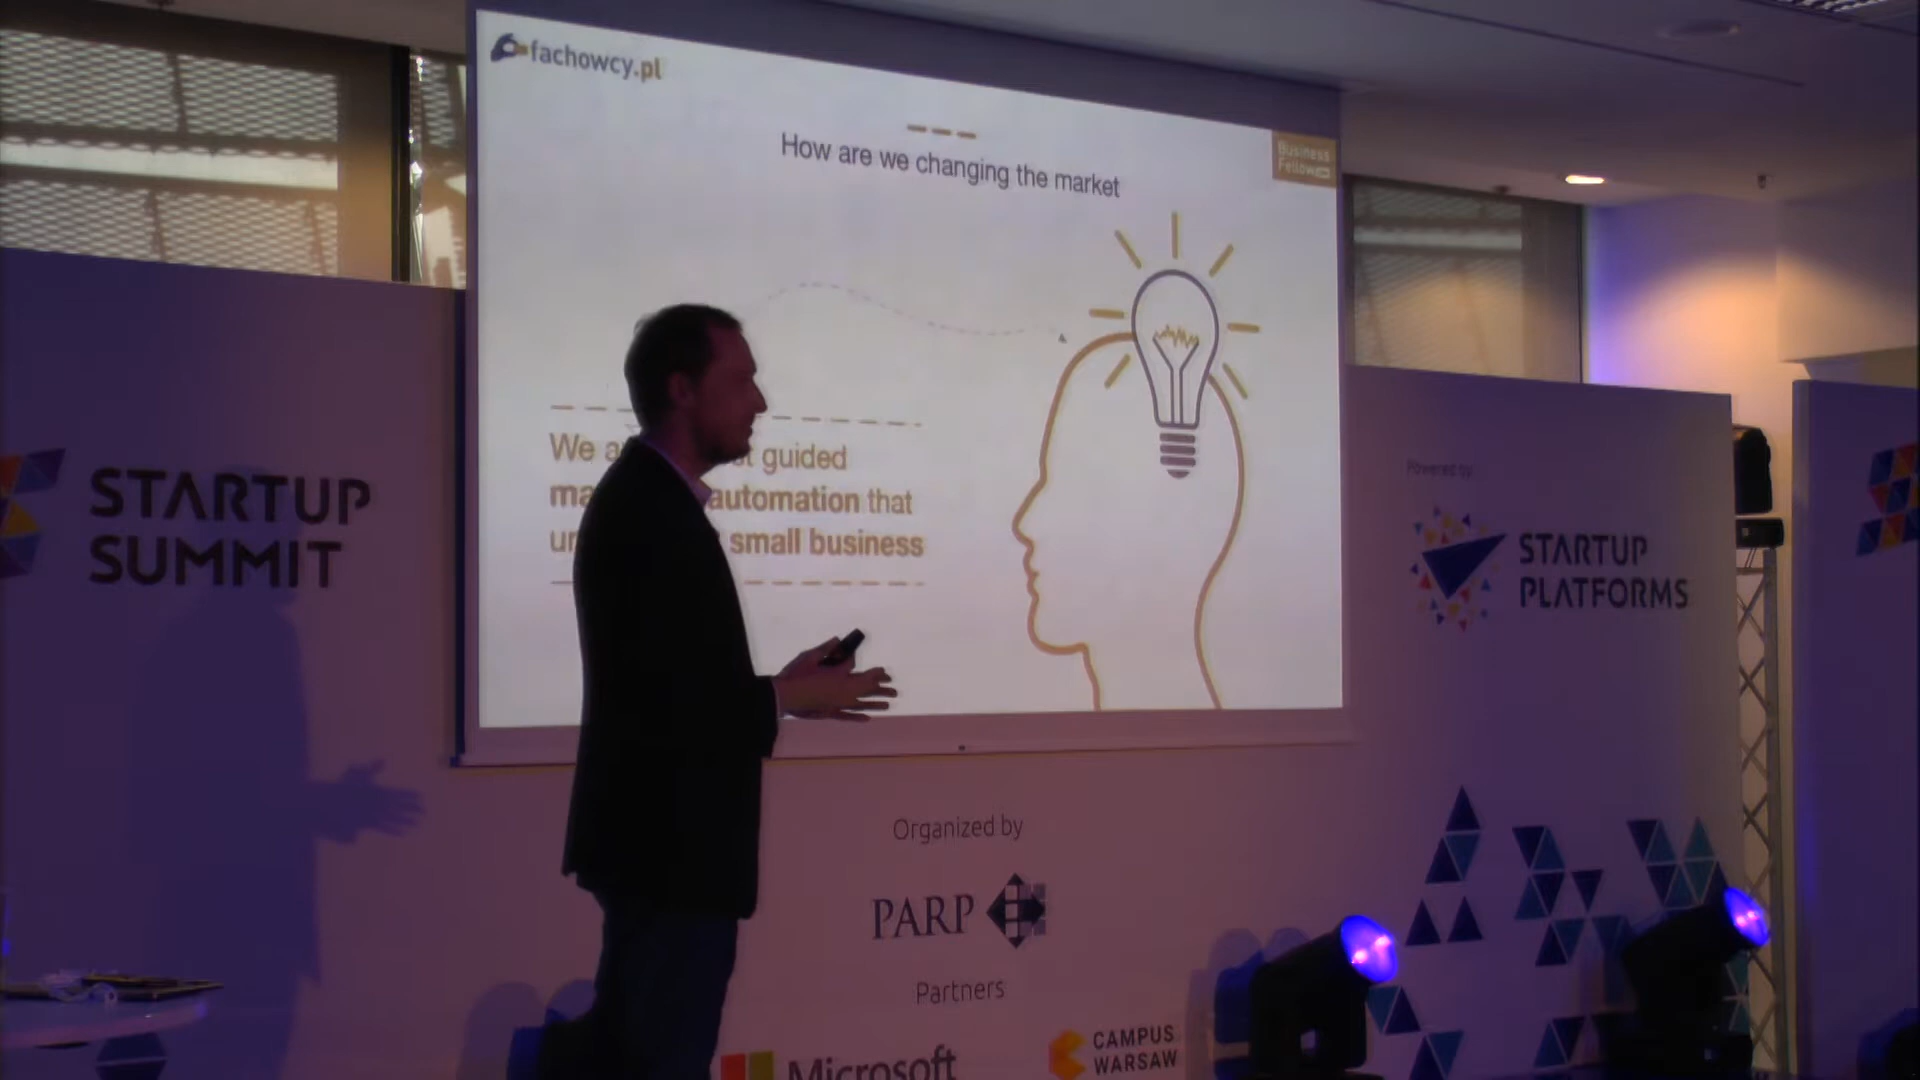 fachowcy.pl
How are we changing the market
Business
Fellows
We guided
automation that
small business
STARTUP
SUMMIT
Powered by:
STARTUP
PLATFORMS
Organized by
PARP
Partners
Microsoft
CAMPUS
WARSAW